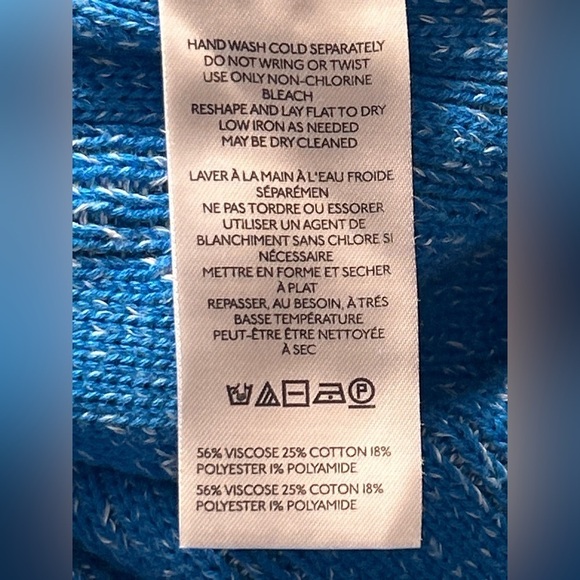 HAND WASH COLD SEPARATELY
DO NOT WRING OR TWIST
USE ONLY NON-CHLORINE
BLEACH
RESHAPE AND LAY FLAT TO DRY
LOW IRON AS NEEDED
MAY BE DRY CLEANED
LAVER À LA MAIN À L'EAU FROIDE
SÉPARÉMEN
NE PAS TORDRE OU ESSORER
UTILISER UN AGENT DE
BLANCHIMENT SANS CHLORE SI
NÉCESSAIRE
METTRE EN FORME ET SECHER
À PLAT
REPASSER, AU BESOIN, À TRÉS
BASSE TEMPÉRATURE
PEUT-ÊTRE ÊTRE NETTOYÉE
À SEC
P
56% VISCOSE 25% COTTON 18%
POLYESTER 1% POLYAMIDE
56% VISCOSE 25% COTON 18%
POLYESTER 1% POLYAMIDE